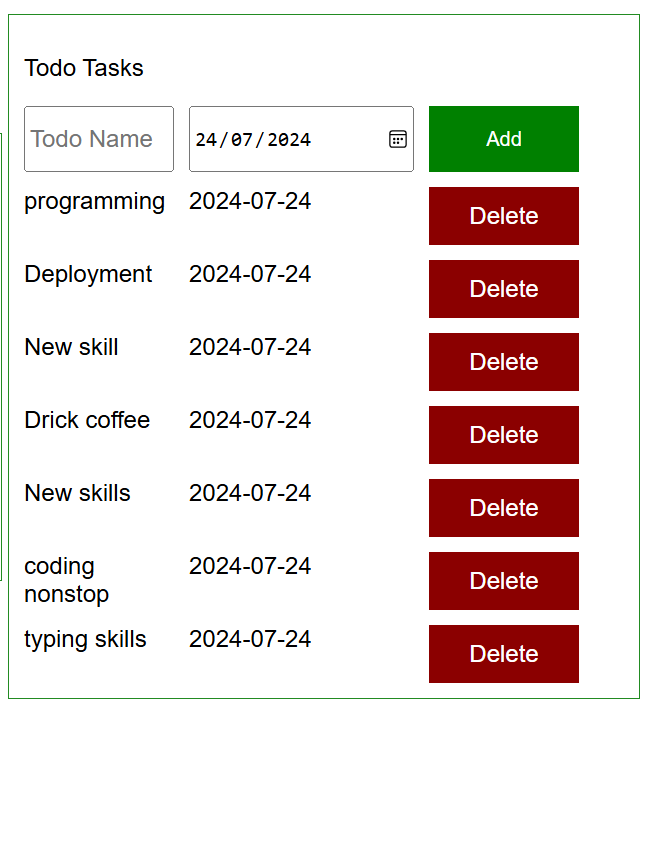 Todo Tasks
Todo Name 24/07/2024 Add
programming 2024-07-24 Delete
Deployment 2024-07-24 Delete
New skill 2024-07-24 Delete
Drick coffee 2024-07-24 Delete
New skills 2024-07-24 Delete
coding 2024-07-24 Delete
nonstop
typing skills 2024-07-24 Delete